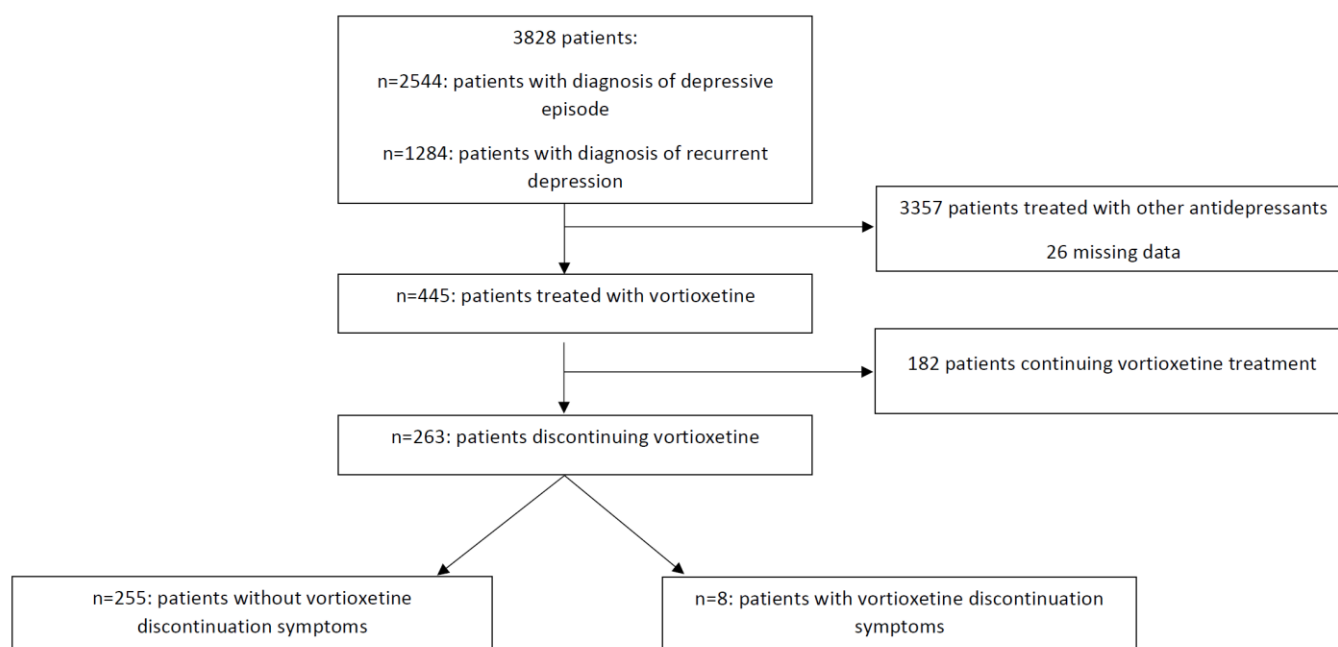 3828 patients:
n=2544: patients with diagnosis of depressive
episode
n=1284: patients with diagnosis of recurrent
depression
3357 patients treated with other antidepressants
26 missing data
n=445: patients treated with vortioxetine
182 patients continuing vortioxetine treatment
n=263: patients discontinuing vortioxetine
n=255: patients without vortioxetine
discontinuation symptoms
n=8: patients with vortioxetine discontinuation
symptoms